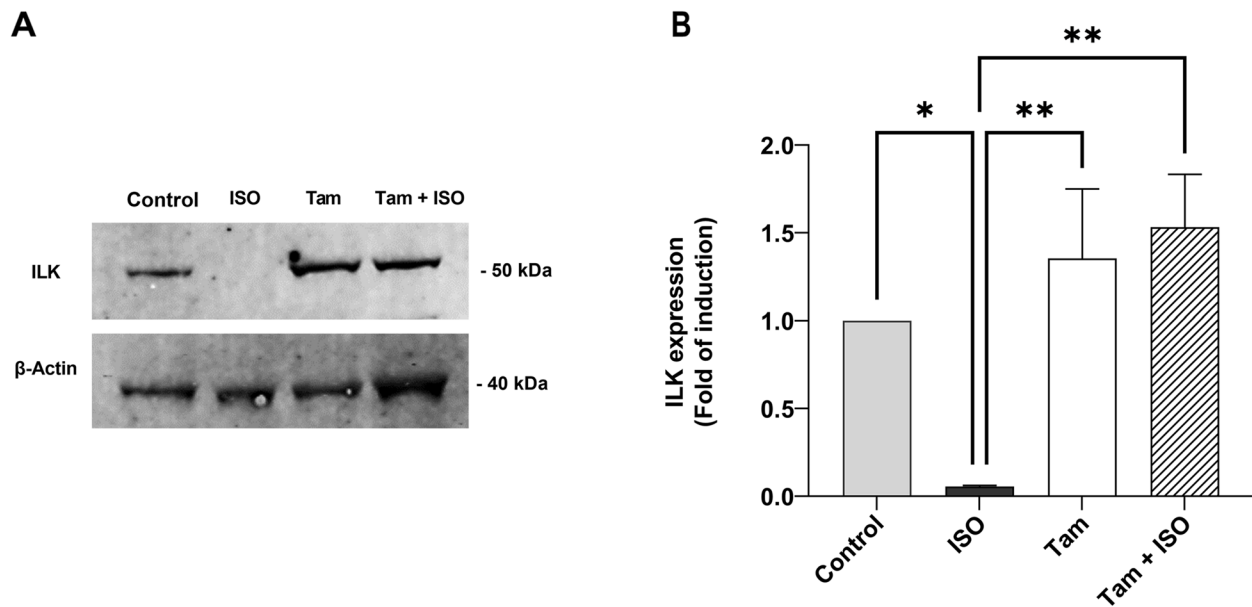 A
Control ISO Tam Tam + ISO
ILK
- 50 kDa
β-Actin
- 40 kDa
B
**
* **
2.0
1.5
1.0
0.5
0.0
ILK expression
(Fold of induction)
Control
ISO
Tam
Tam + ISO